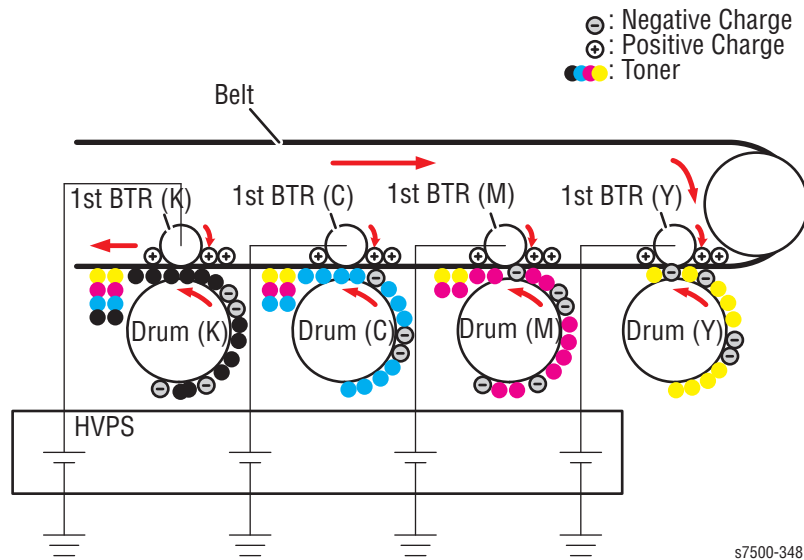 : Negative Charge
: Positive Charge
: Toner
Belt
1st BTR (K)
1st BTR (C)
1st BTR (M)
1st BTR (Y)
Drum (K)
Drum (C)
Drum (M)
Drum (Y)
HVPS
s7500-348